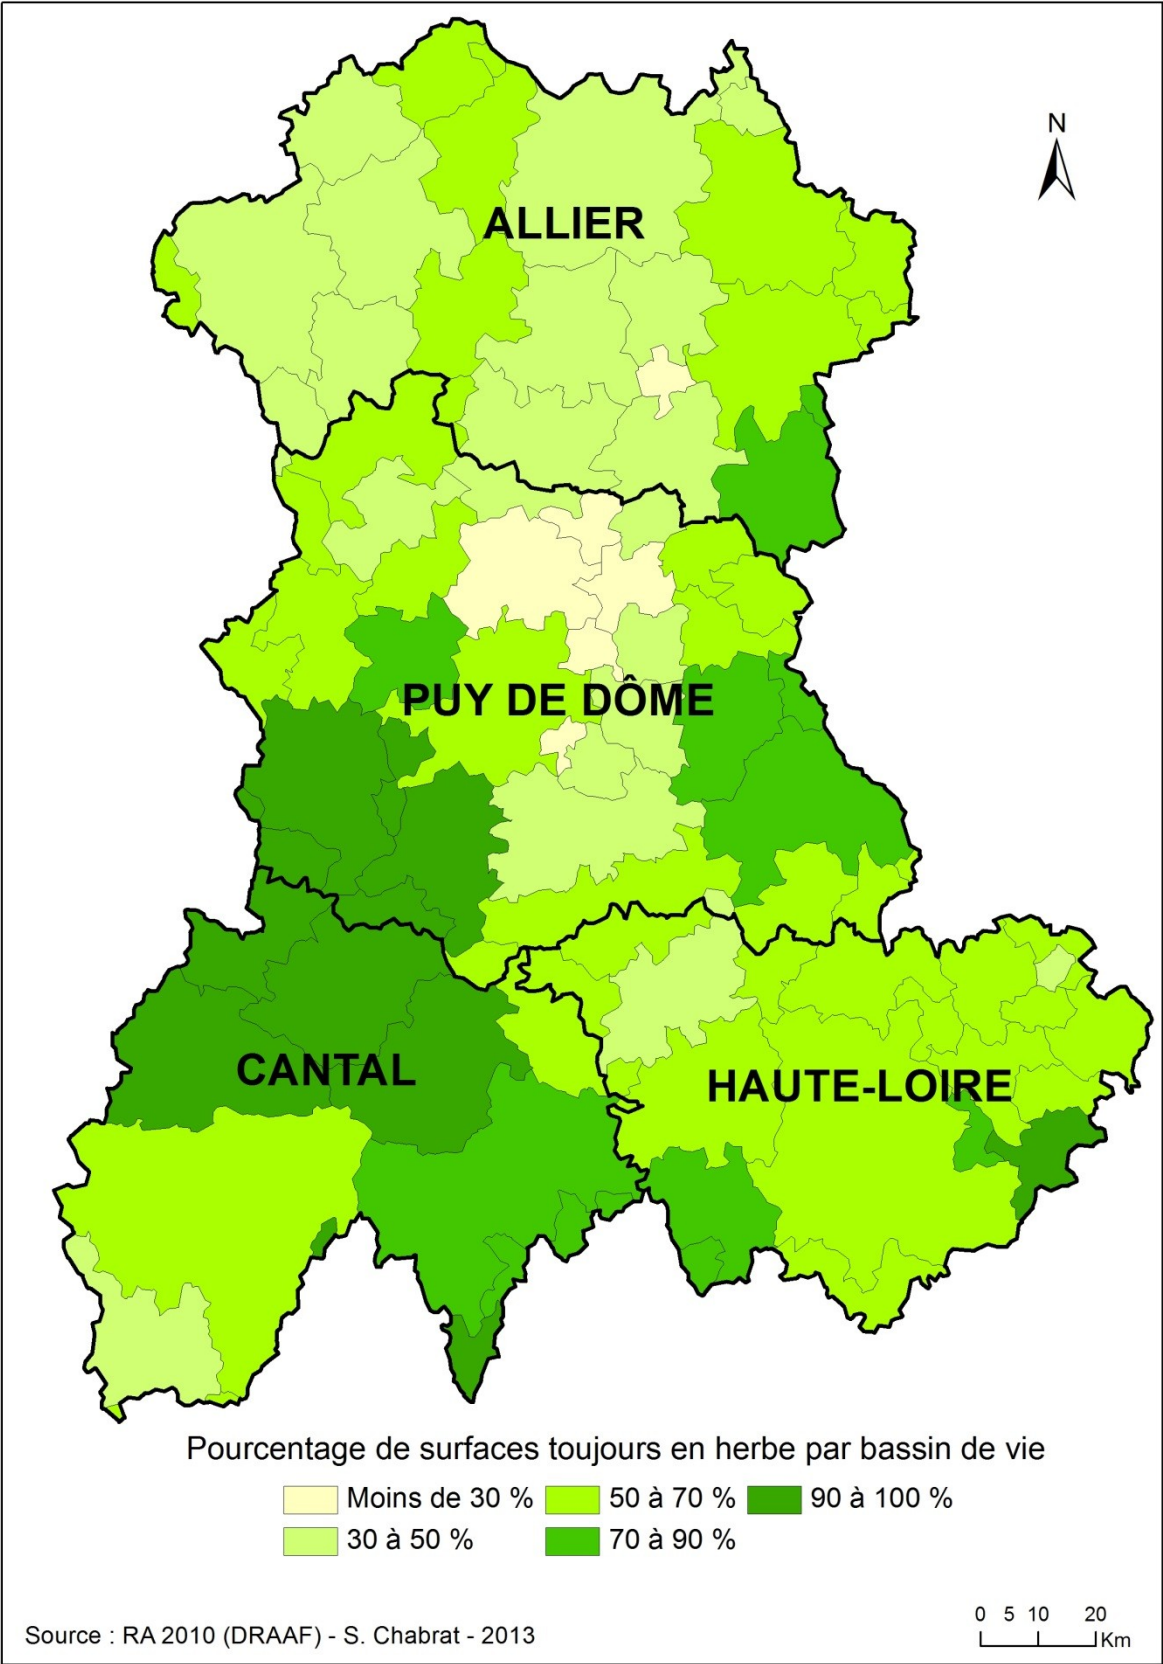 N
ALLIER
PUY DE DÔME
CANTAL
HAUTE-LOIRE
Pourcentage de surfaces toujours en herbe par bassin de vie
Moins de 30 % 50 à 70 % 90 à 100 %
30 à 50 % 70 à 90 %
0 5 10 20
Km
Source : RA 2010 (DRAAF) - S. Chabrat - 2013